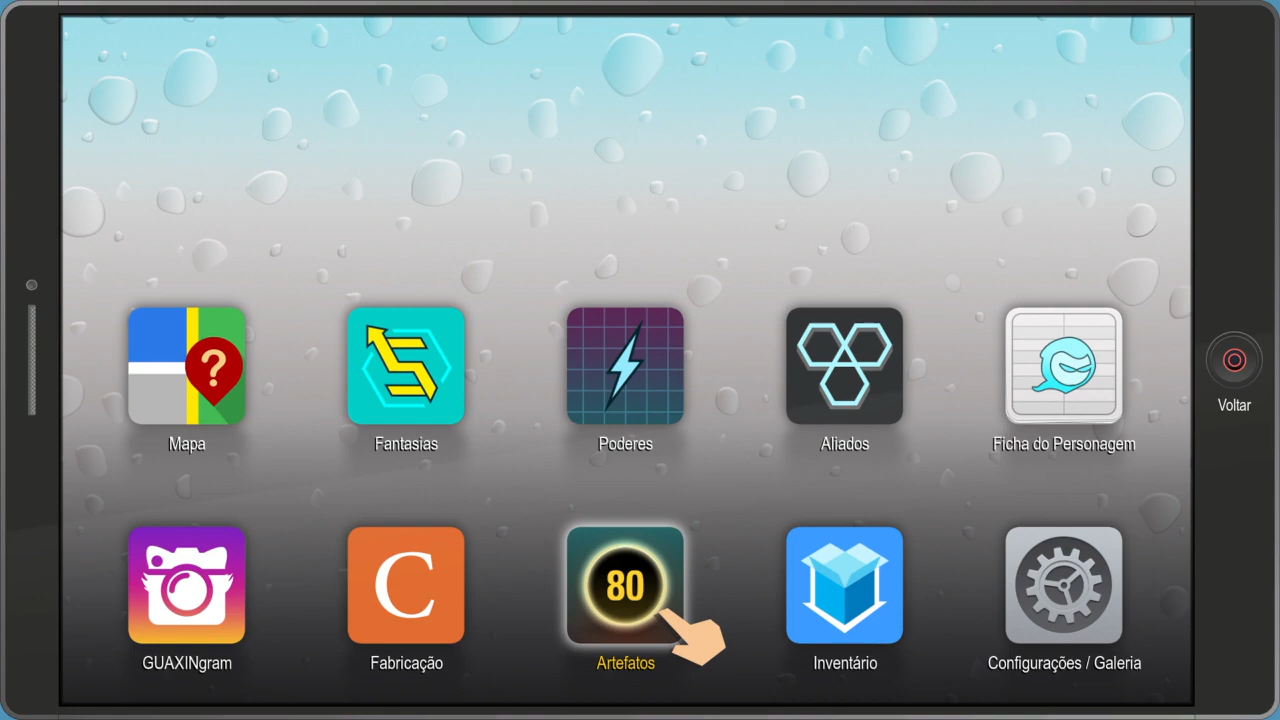 ?
Mapa
Fantasias
Poderes
Aliados
Ficha do Personagem
Voltar
C
80
GUAXINgram
Fabricação
Artefatos
Inventário
Configurações / Galeria